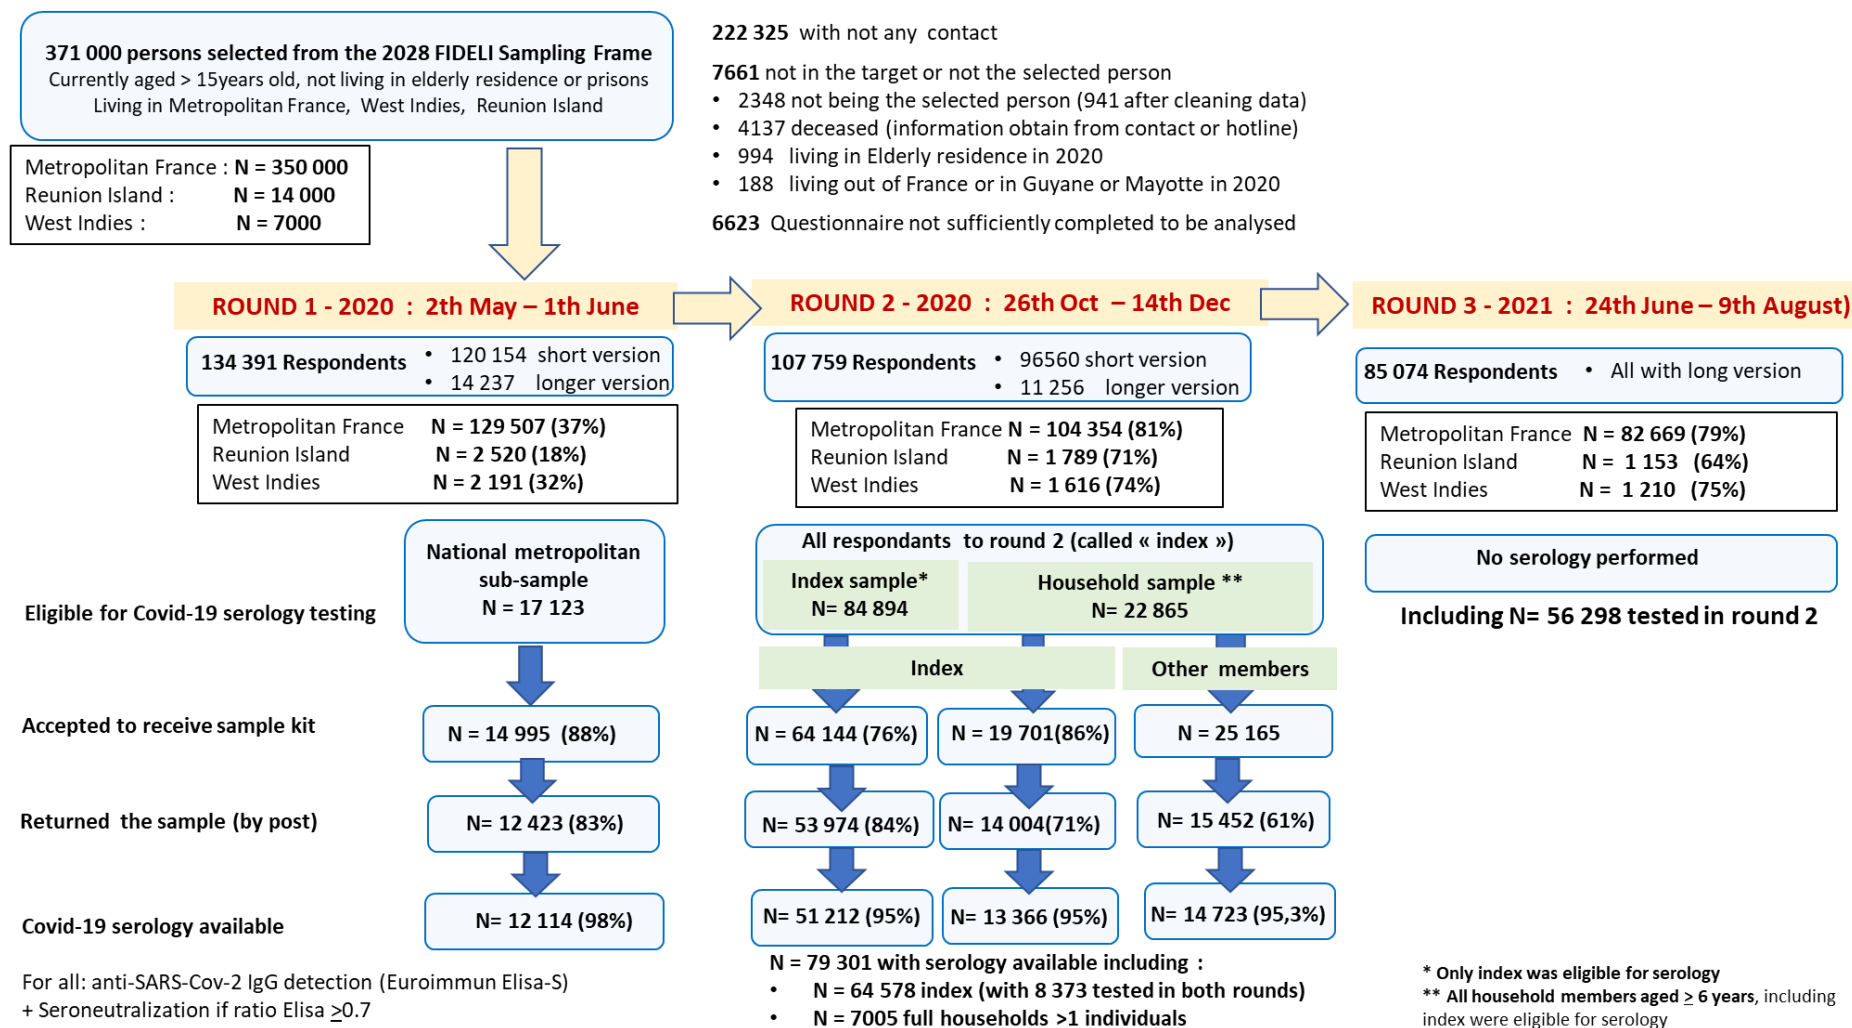 371 000 persons selected from the 2028 FIDELI Sampling Frame
Currently aged > 15years old, not living in elderly residence or prisons
Living in Metropolitan France, West Indies, Reunion Island
Metropolitan France : N = 350 000
Reunion Island : N = 14 000
West Indies : N = 7000
222 325 with not any contact
7661 not in the target or not the selected person
• 2348 not being the selected person (941 after cleaning data)
• 4137 deceased (information obtain from contact or hotline)
• 994 living in Elderly residence in 2020
• 188 living out of France or in Guyane or Mayotte in 2020
6623 Questionnaire not sufficiently completed to be analysed
ROUND 1 - 2020 : 2th May – 1th June
134 391 Respondents
• 120 154 short version
• 14 237 longer version
Metropolitan France N = 129 507 (37%)
Reunion Island N = 2 520 (18%)
West Indies N = 2 191 (32%)
ROUND 2 - 2020 : 26th Oct – 14th Dec
107 759 Respondents
• 96560 short version
• 11 256 longer version
Metropolitan France N = 104 354 (81%)
Reunion Island N = 1 789 (71%)
West Indies N = 1 616 (74%)
ROUND 3 - 2021 : 24th June – 9th August)
85 074 Respondents • All with long version
Metropolitan France N = 82 669 (79%)
Reunion Island N = 1 153 (64%)
West Indies N = 1 210 (75%)
Eligible for Covid-19 serology testing
National metropolitan
sub-sample
N = 17 123
All respondants to round 2 (called « index »)
Index sample*
N= 84 894
Household sample **
N= 22 865
No serology performed
Including N= 56 298 tested in round 2
Index
Other members
Accepted to receive sample kit
N = 14 995 (88%)
N = 64 144 (76%)
N = 19 701(86%)
N = 25 165
Returned the sample (by post)
N= 12 423 (83%)
N= 53 974 (84%)
N= 14 004(71%)
N= 15 452 (61%)
Covid-19 serology available
N= 12 114 (98%)
N= 51 212 (95%)
N= 13 366 (95%)
N= 14 723 (95,3%)
For all: anti-SARS-Cov-2 IgG detection (Euroimmun Elisa-S)
+ Seroneutralization if ratio Elisa ≥0.7
N = 79 301 with serology available including :
• N = 64 578 index (with 8 373 tested in both rounds)
• N = 7005 full households >1 individuals
* Only index was eligible for serology
** All household members aged ≥ 6 years, including
index were eligible for serology